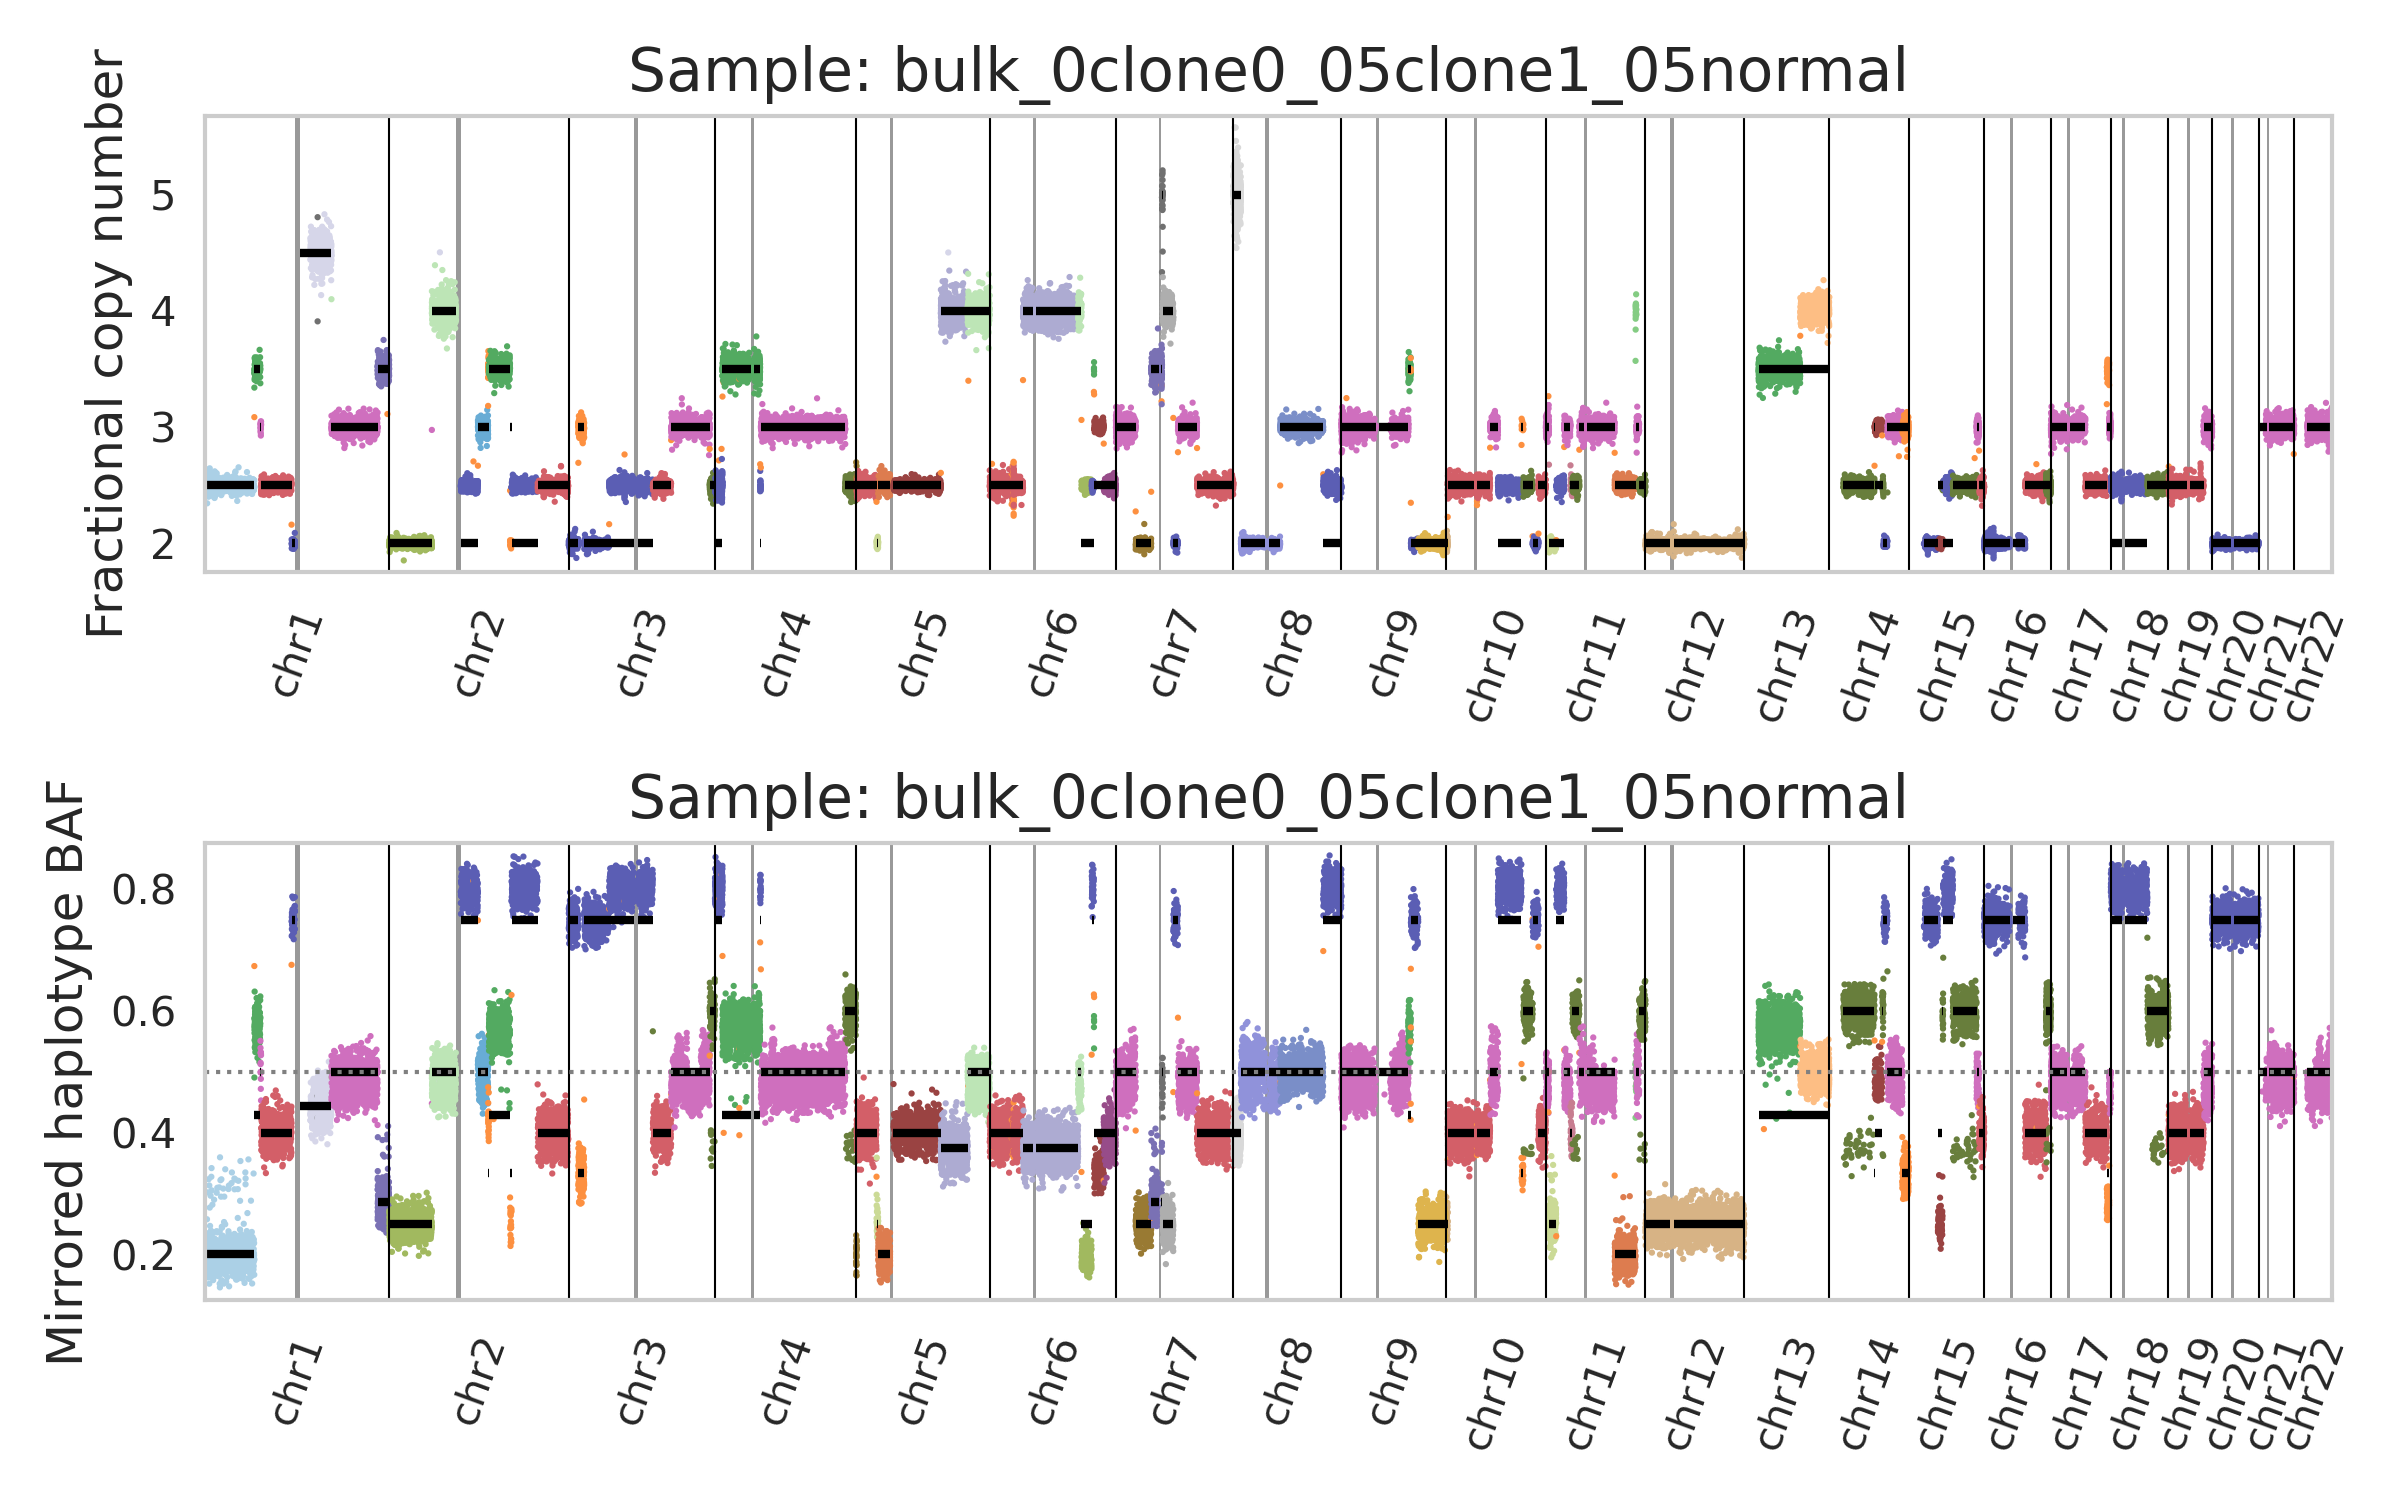 Sample: bulk_0clone0_05clone1_05normal
Fractional copy number
5
4
3
2
chr1 chr2 chr3 chr4 chr5 chr6 chr7 chr8 chr9 chr10 chr11 chr12 chr13 chr14 chr15 chr16 chr17 chr18 chr19 chr20 chr21 chr22
Sample: bulk_0clone0_05clone1_05normal
Mirrored haplotype BAF
0.8
0.6
0.4
0.2
chr1 chr2 chr3 chr4 chr5 chr6 chr7 chr8 chr9 chr10 chr11 chr12 chr13 chr14 chr15 chr16 chr17 chr18 chr19 chr20 chr21 chr22